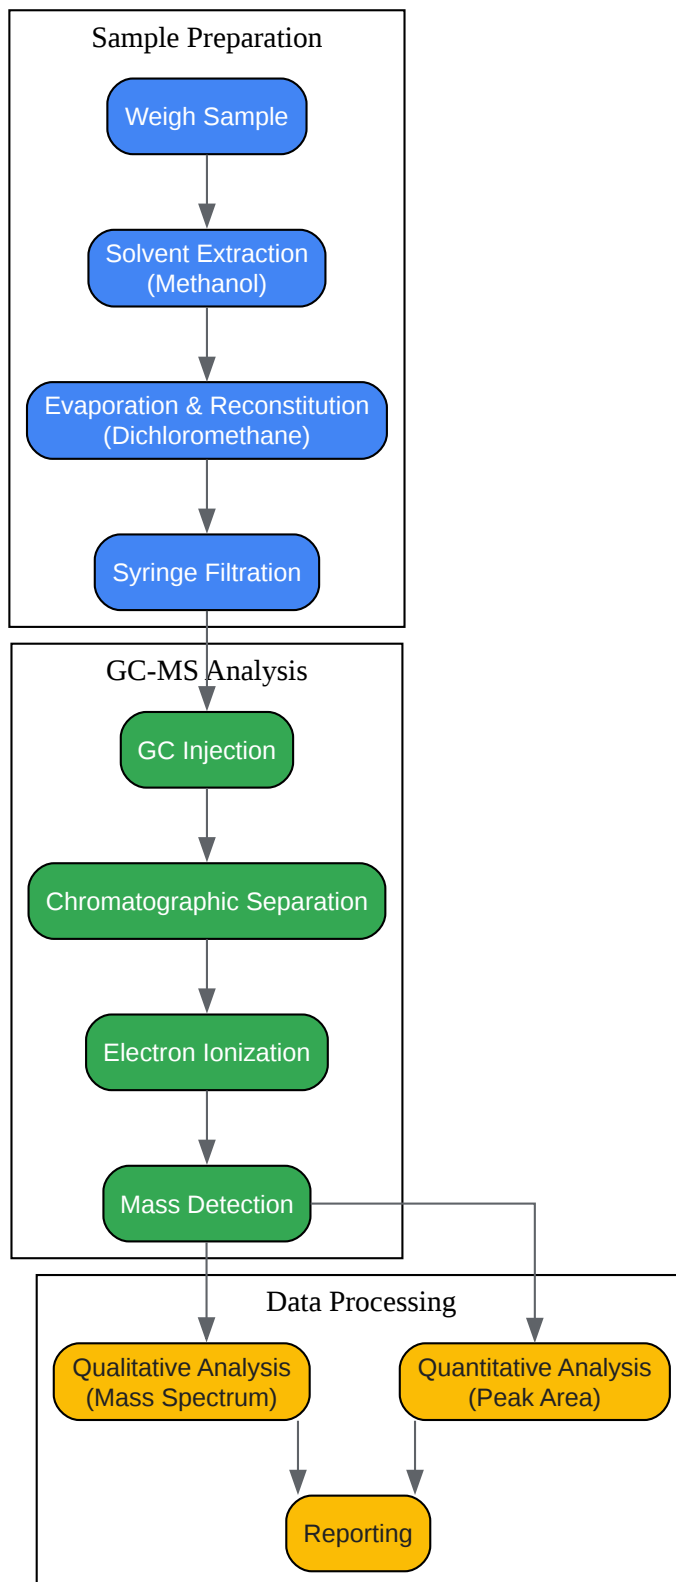 Sample Preparation
Weigh Sample
Solvent Extraction
(Methanol)
Evaporation & Reconstitution
(Dichloromethane)
Syringe Filtration
GC-MS Analysis
GC Injection
Chromatographic Separation
Electron Ionization
Mass Detection
Data Processing
Qualitative Analysis
(Mass Spectrum)
Quantitative Analysis
(Peak Area)
Reporting